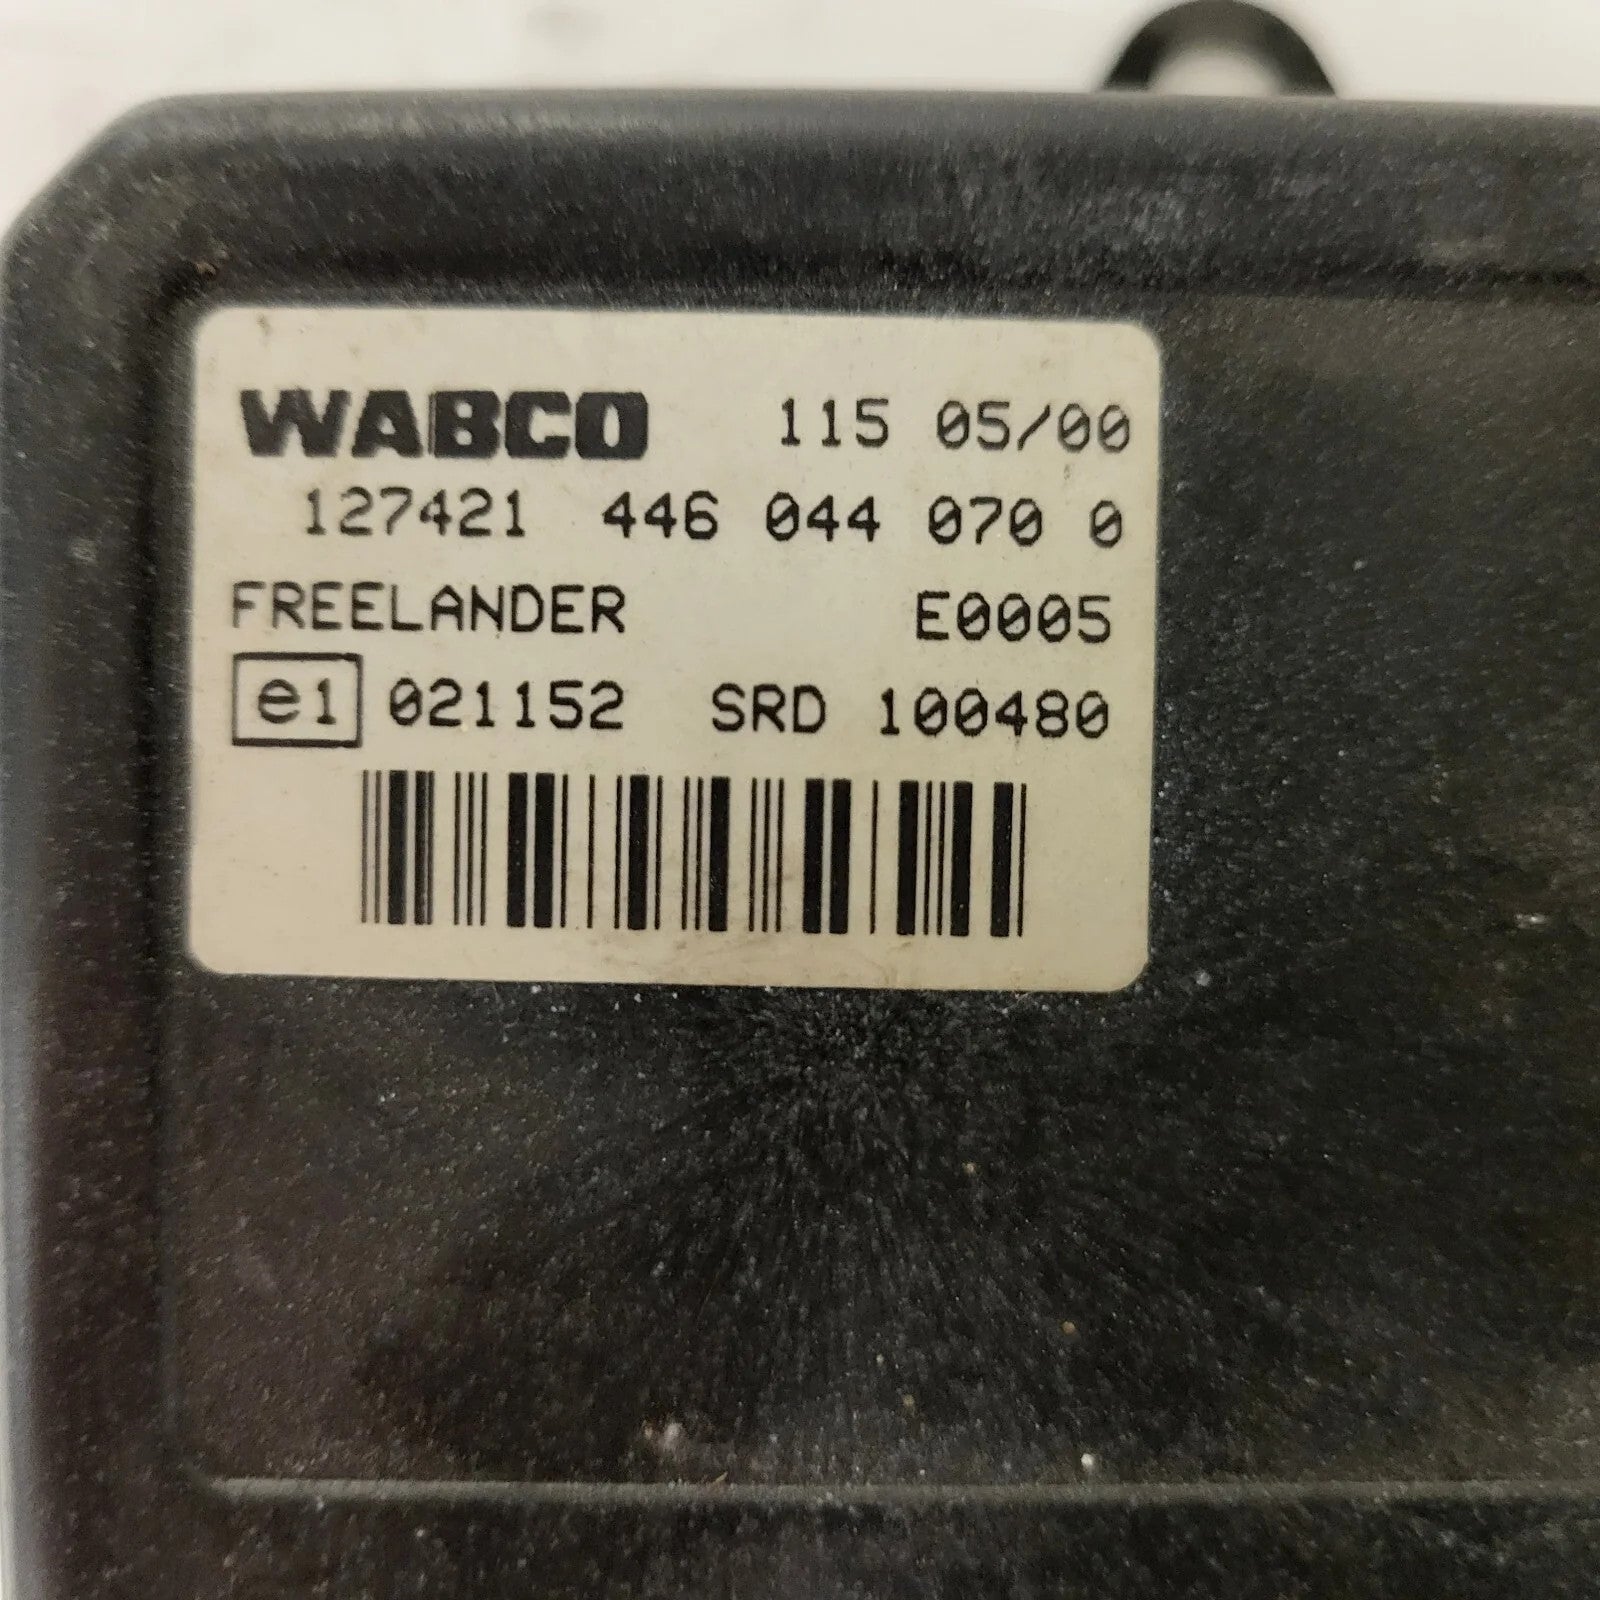 WABCO 115 05/00
127421 446 044 070 0
FREELANDER E0005
e1 021152 SRD 100480